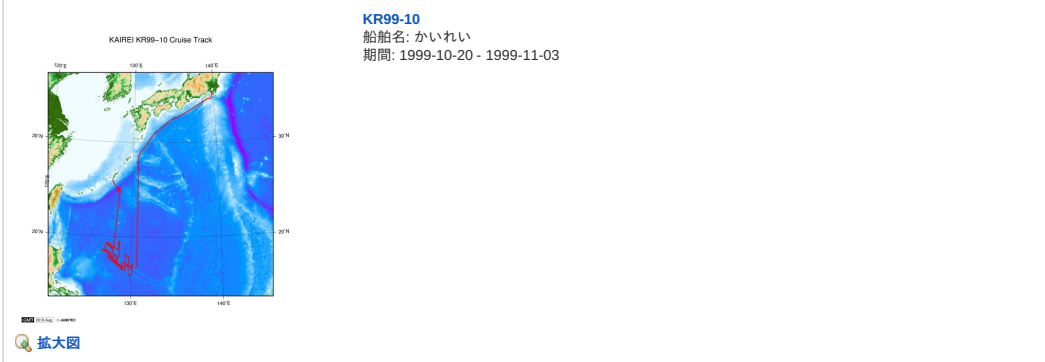 KR99-10
船舶名: かいれい
期間: 1999-10-20 - 1999-11-03
KAIREI KR99-10 Cruise Track
120˚E 130˚E 140˚E
30˚N 30˚N
20˚N 20˚N
130˚E 140˚E
拡大図